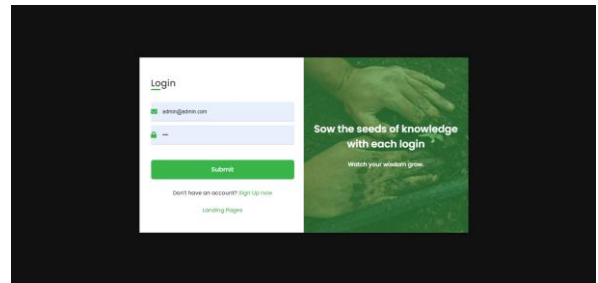 Login
admin@admin.com
Submit
Don't have an account? Sign Up now
Landing Pages
Sow the seeds of knowledge
with each login
Watch your wisdom grow.